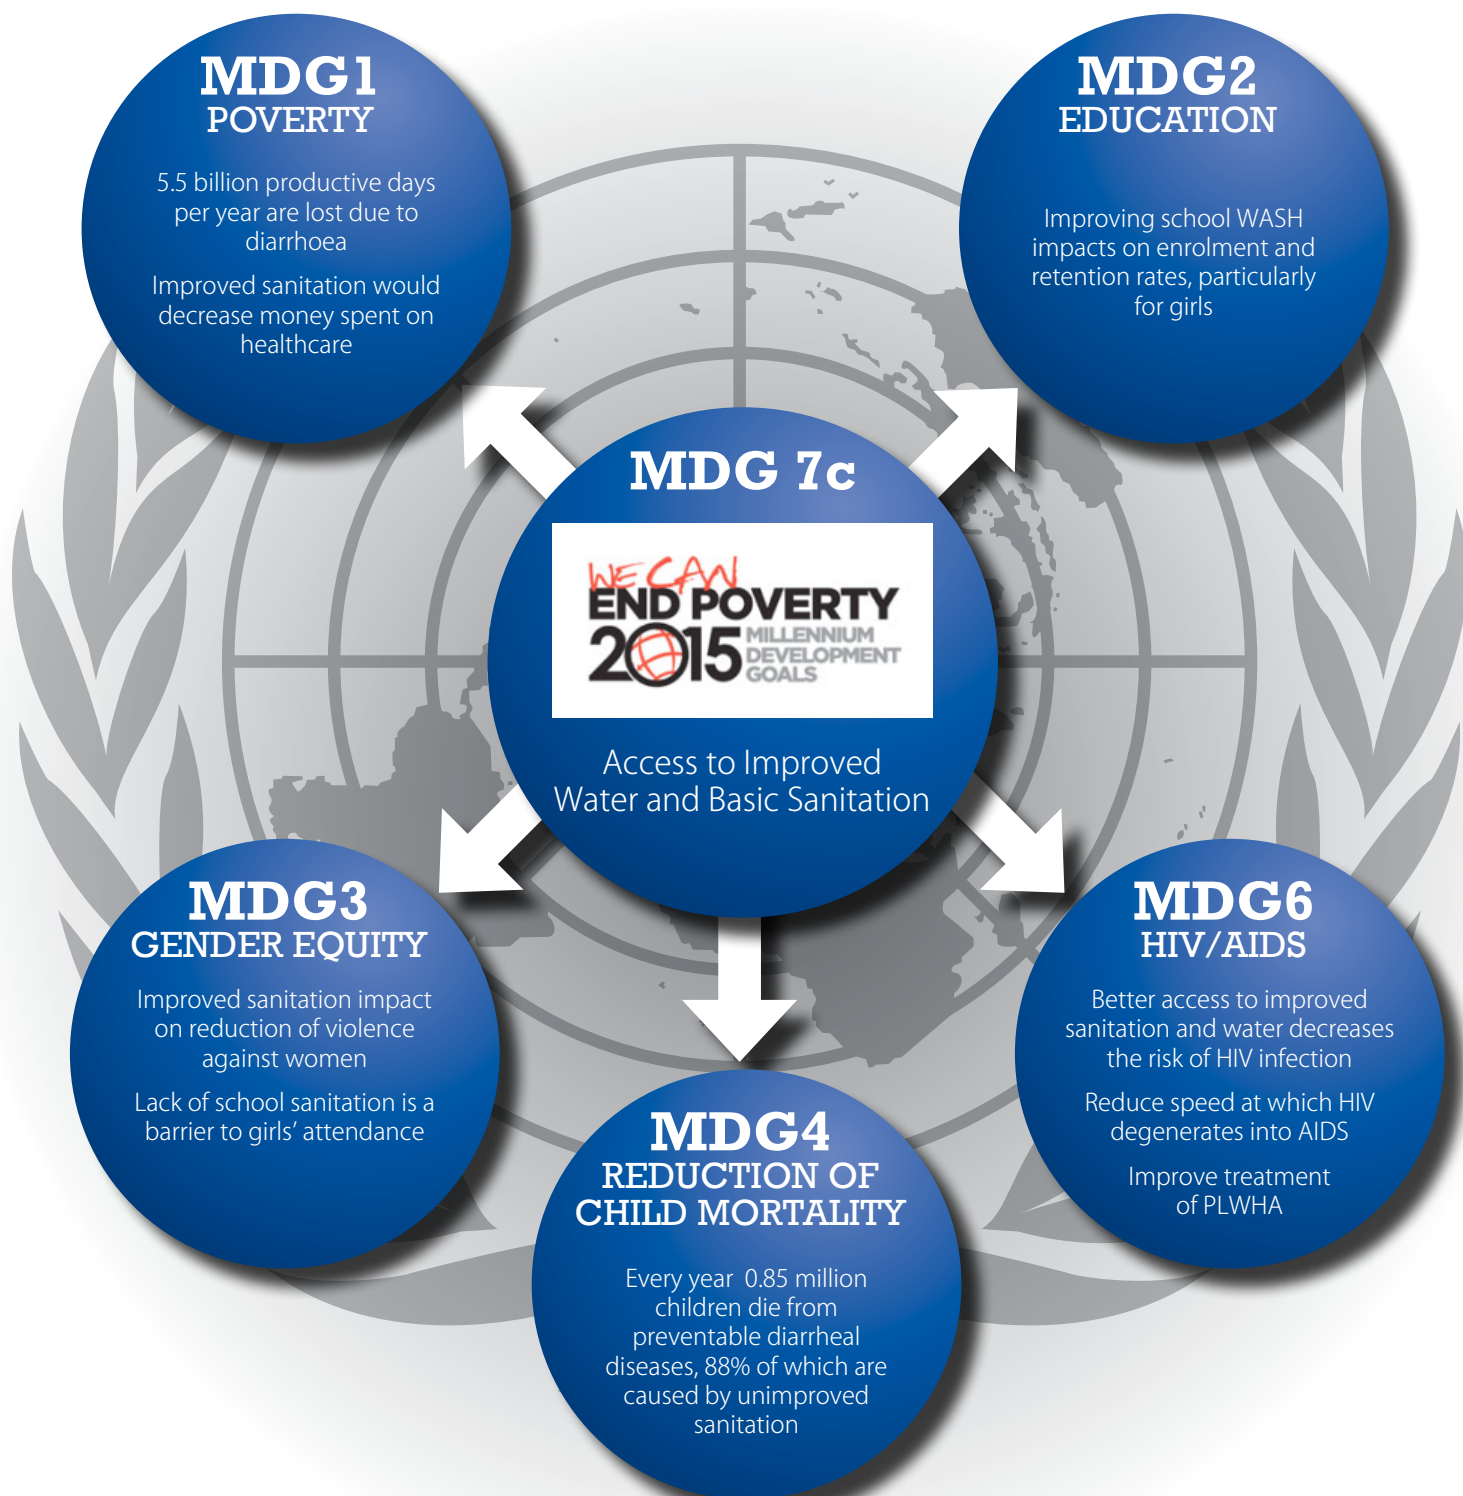 MDG1
POVERTY
5.5 billion productive days
per year are lost due to
diarrhoea
Improved sanitation would
decrease money spent on
healthcare
MDG2
EDUCATION
Improving school WASH
impacts on enrolment and
retention rates, particularly
for girls
MDG 7c
WE CAN
END POVERTY
2015 MILLENNIUM
DEVELOPMENT
GOALS
Access to Improved
Water and Basic Sanitation
MDG3
GENDER EQUITY
Improved sanitation impact
on reduction of violence
against women
Lack of school sanitation is a
barrier to girls’ attendance
MDG4
REDUCTION OF
CHILD MORTALITY
Every year 0.85 million
children die from
preventable diarrheal
diseases, 88% of which are
caused by unimproved
sanitation
MDG6
HIV/AIDS
Better access to improved
sanitation and water decreases
the risk of HIV infection
Reduce speed at which HIV
degenerates into AIDS
Improve treatment
of PLWHA